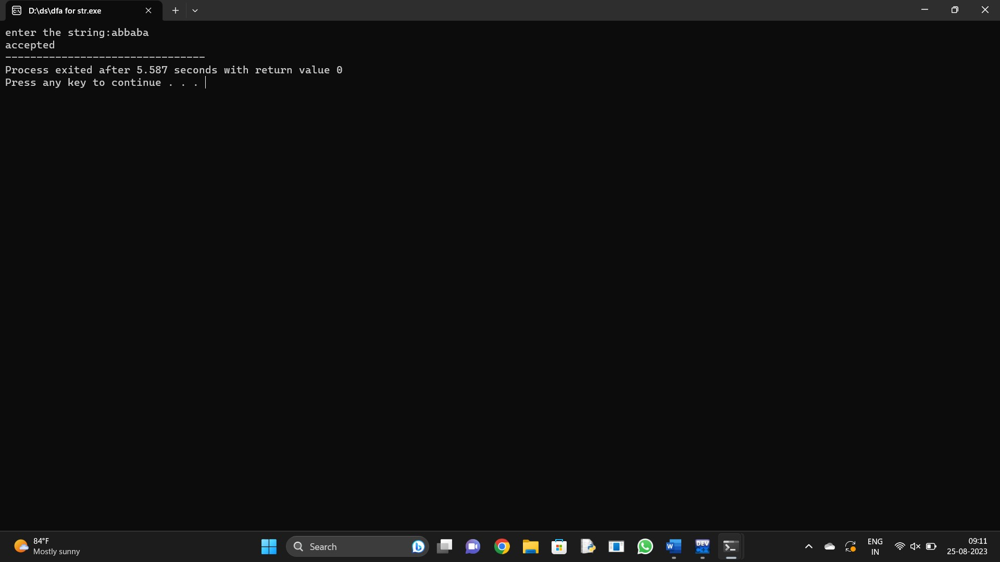 D:\ds\dfa for str.exe
enter the string:abbaba
accepted
--------------------------------
Process exited after 5.587 seconds with return value 0
Press any key to continue . . .
84°F
Mostly sunny
Search
W
DEV
C++
ENG
IN
09:11
25-08-2023